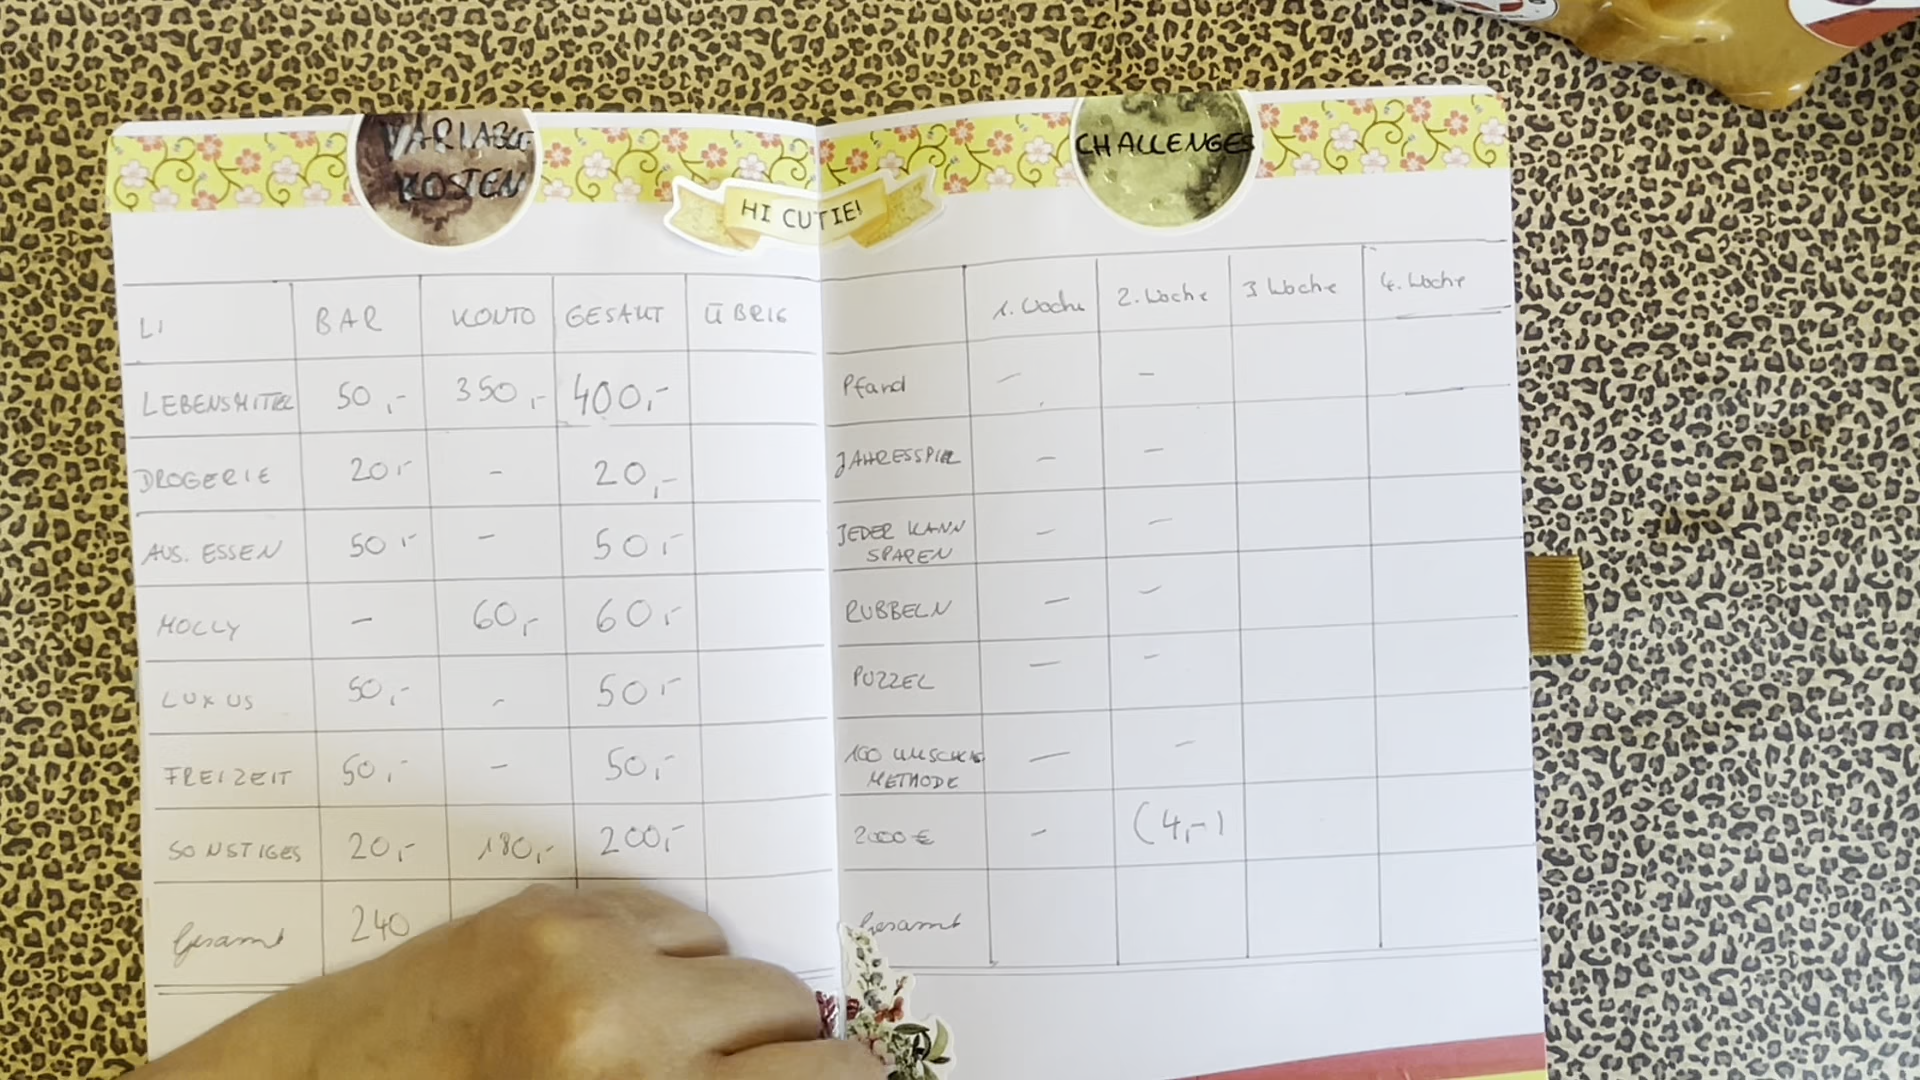 VARIABLE
KOSTEN
HI CUTIE!
CHALLENGES
LI BAR KONTO GESAMT ÜBRIG
LEBENSMITTEL 50,- 350,- 400,-
DROGERIE 20,- - 20,-
AUS. ESSEN 50,- - 50,-
MOLLY - 60,- 60,-
LUXUS 50,- - 50,-
FREIZEIT 50,- - 50,-
SONSTIGES 20,- 180,- 200,-
Gesamt 240
1. Woche 2. Woche 3 Woche 4. Woche
Pfand - -
JAHRESSPIEL - -
JEDER KANN
SPAREN - -
RUBBELN - -
PUZZEL - -
100 UMSCHLAG
METHODE - -
2000 € - (4,-)
Gesamt